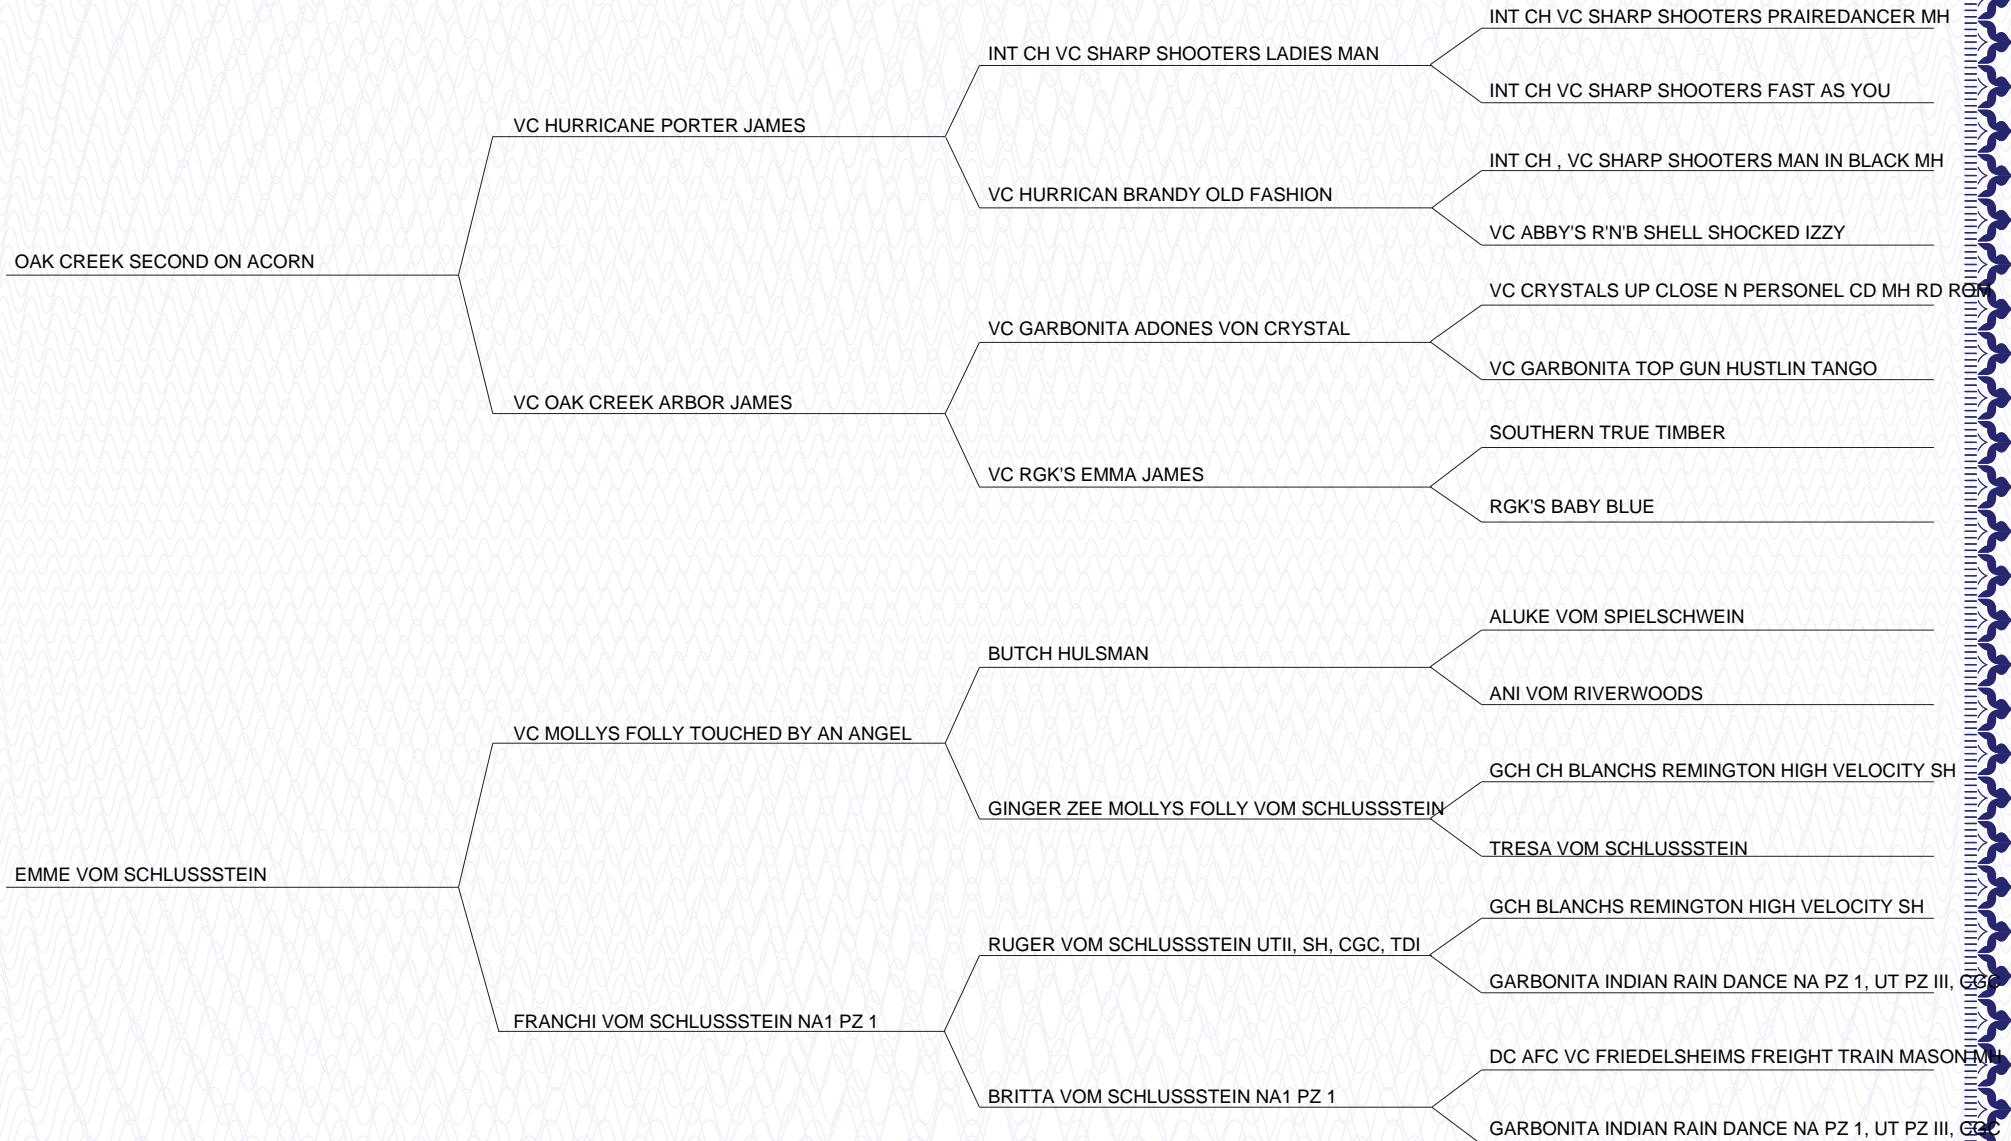 INT CH VC SHARP SHOOTERS PRAIREDANCER MH
INT CH VC SHARP SHOOTERS LADIES MAN
INT CH VC SHARP SHOOTERS FAST AS YOU
VC HURRICANE PORTER JAMES
INT CH , VC SHARP SHOOTERS MAN IN BLACK MH
VC HURRICAN BRANDY OLD FASHION
VC ABBY'S R'N'B SHELL SHOCKED IZZY
OAK CREEK SECOND ON ACORN
VC CRYSTALS UP CLOSE N PERSONEL CD MH RD ROM
VC GARBONITA ADONES VON CRYSTAL
VC GARBONITA TOP GUN HUSTLIN TANGO
VC OAK CREEK ARBOR JAMES
SOUTHERN TRUE TIMBER
VC RGK'S EMMA JAMES
RGK'S BABY BLUE
ALUKE VOM SPIELSCHWEIN
BUTCH HULSMAN
ANI VOM RIVERWOODS
VC MOLLYS FOLLY TOUCHED BY AN ANGEL
GCH CH BLANCHS REMINGTON HIGH VELOCITY SH
GINGER ZEE MOLLYS FOLLY VOM SCHLUSSSTEIN
TRESA VOM SCHLUSSSTEIN
EMME VOM SCHLUSSSTEIN
GCH BLANCHS REMINGTON HIGH VELOCITY SH
RUGER VOM SCHLUSSSTEIN UTII, SH, CGC, TDI
GARBONITA INDIAN RAIN DANCE NA PZ 1, UT PZ III, CGC
FRANCHI VOM SCHLUSSSTEIN NA1 PZ 1
DC AFC VC FRIEDELSHEIMS FREIGHT TRAIN MASON MH
BRITTA VOM SCHLUSSSTEIN NA1 PZ 1
GARBONITA INDIAN RAIN DANCE NA PZ 1, UT PZ III, CGC